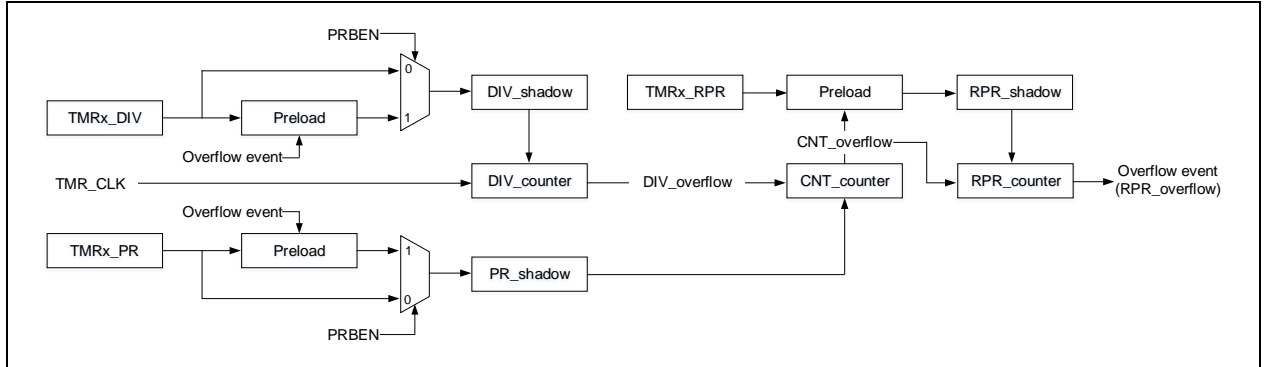 PRBEN
0
DIV_shadow
TMRx_RPR
Preload
RPR_shadow
TMRx_DIV
Preload
1
Overflow event
CNT_overflow
TMR_CLK
DIV_counter
DIV_overflow
CNT_counter
RPR_counter
Overflow event
(RPR_overflow)
Overflow event
TMRx_PR
Preload
1
PR_shadow
0
PRBEN